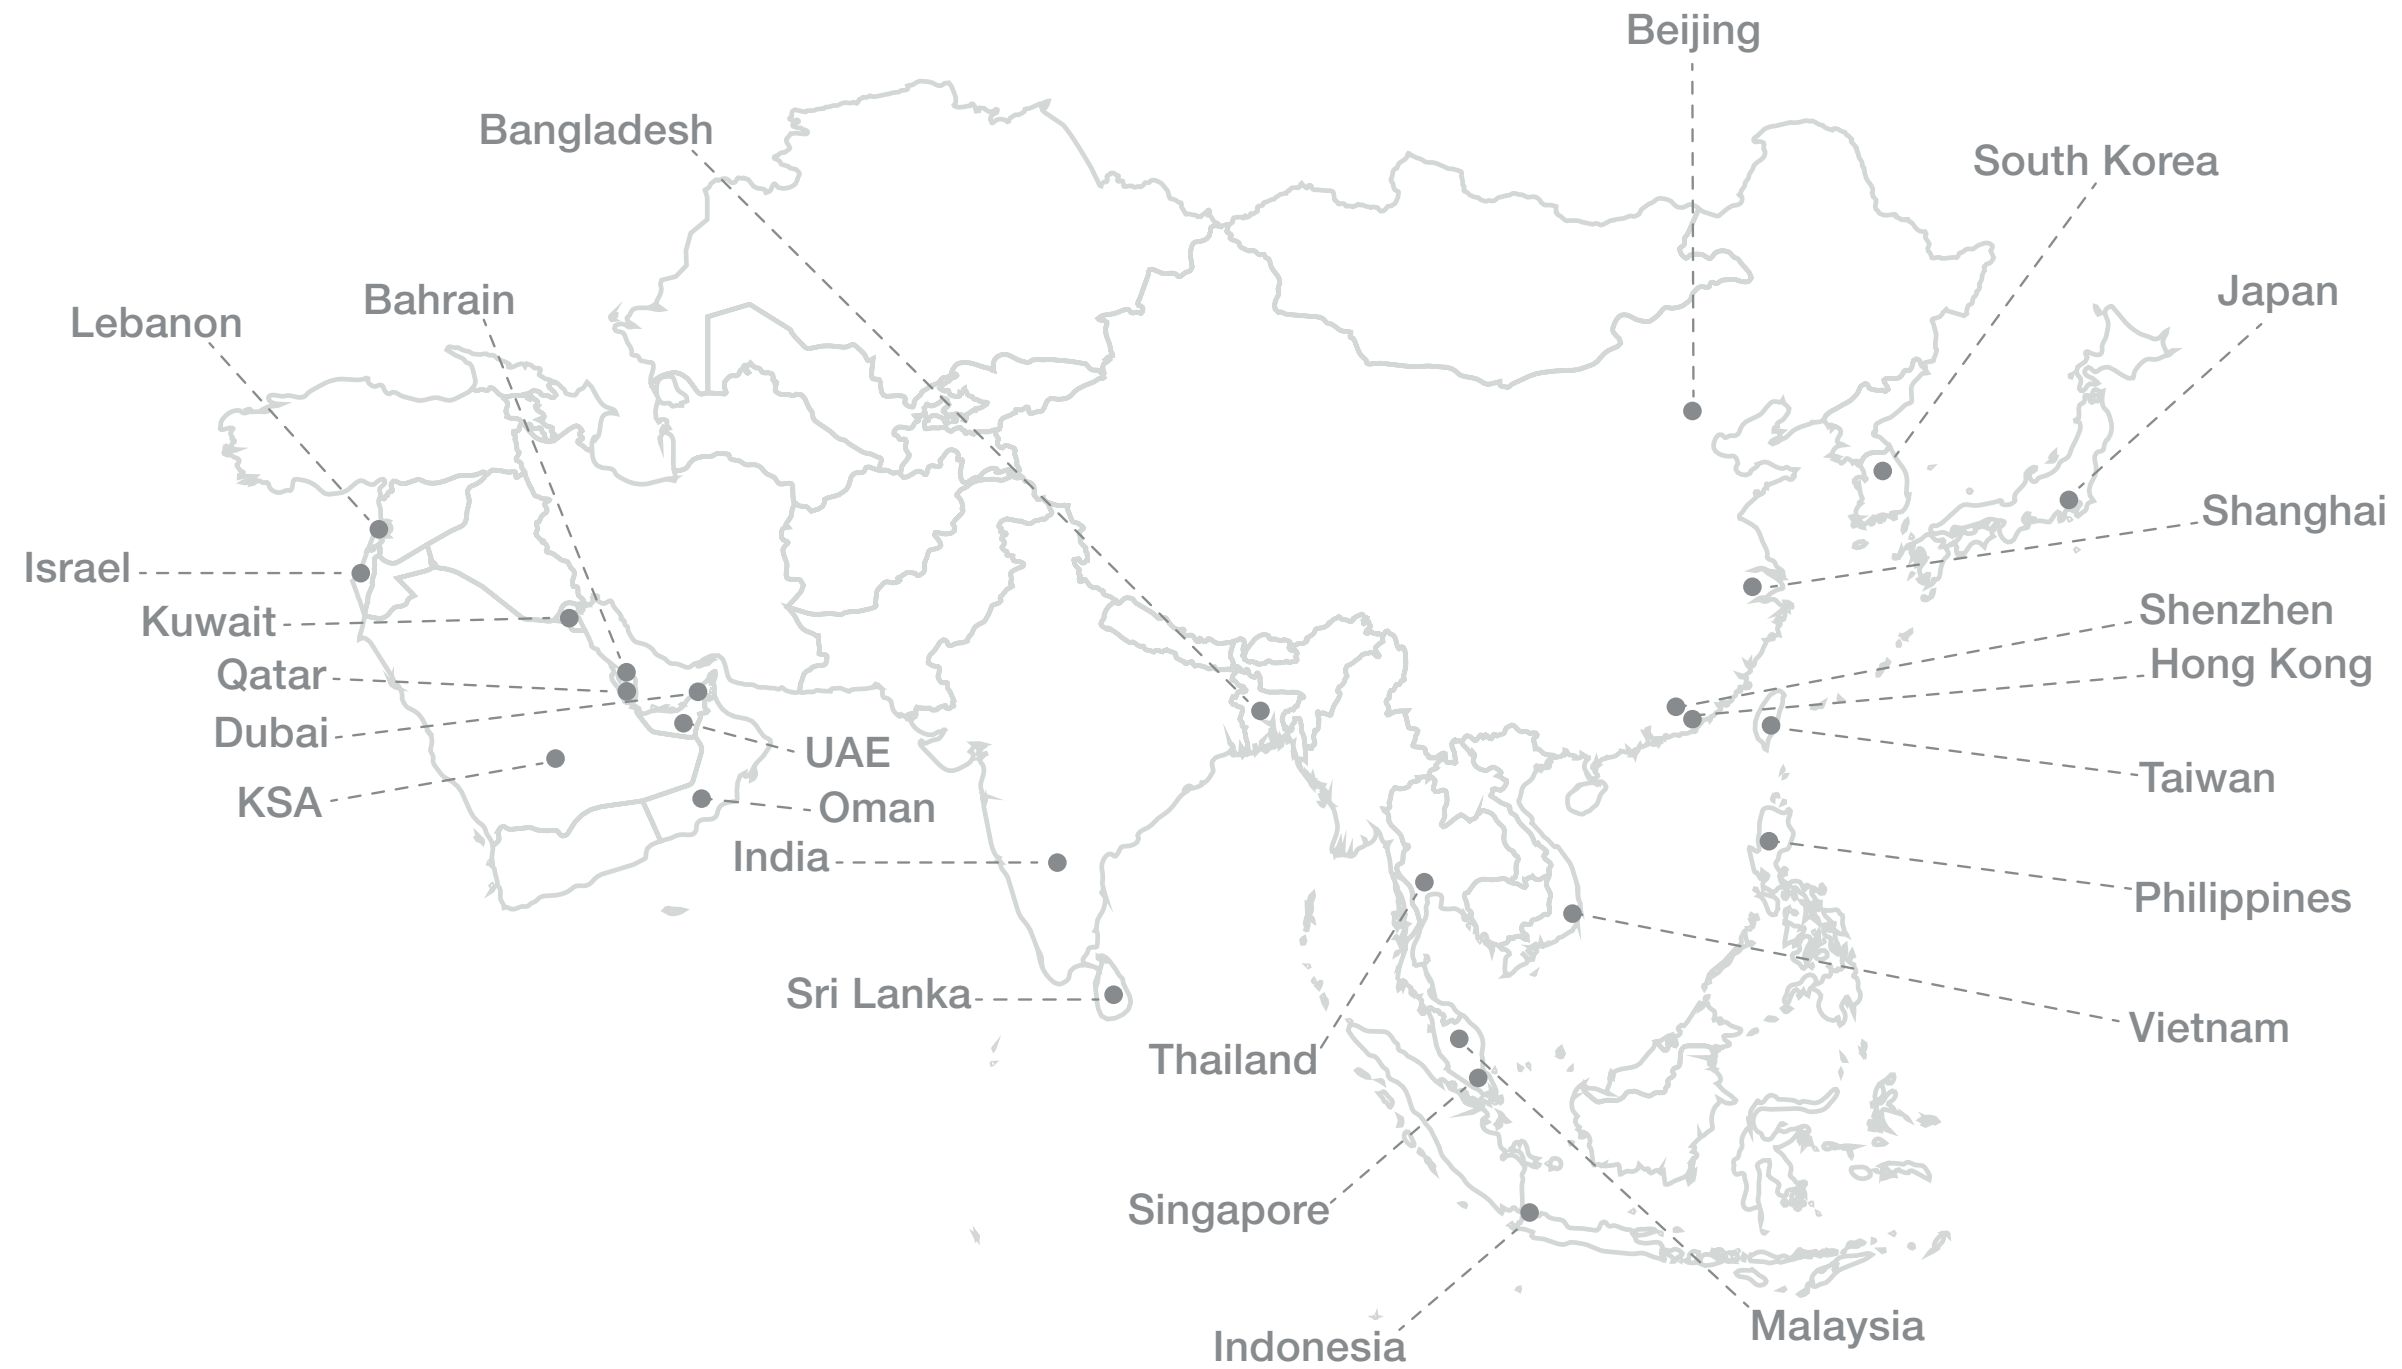 Beijing
Bangladesh
South Korea
Japan
Bahrain
Lebanon
Shanghai
Israel
Kuwait
Shenzhen
Hong Kong
Qatar
Dubai
UAE
Taiwan
KSA
Oman
India
Philippines
Sri Lanka
Vietnam
Thailand
Singapore
Malaysia
Indonesia